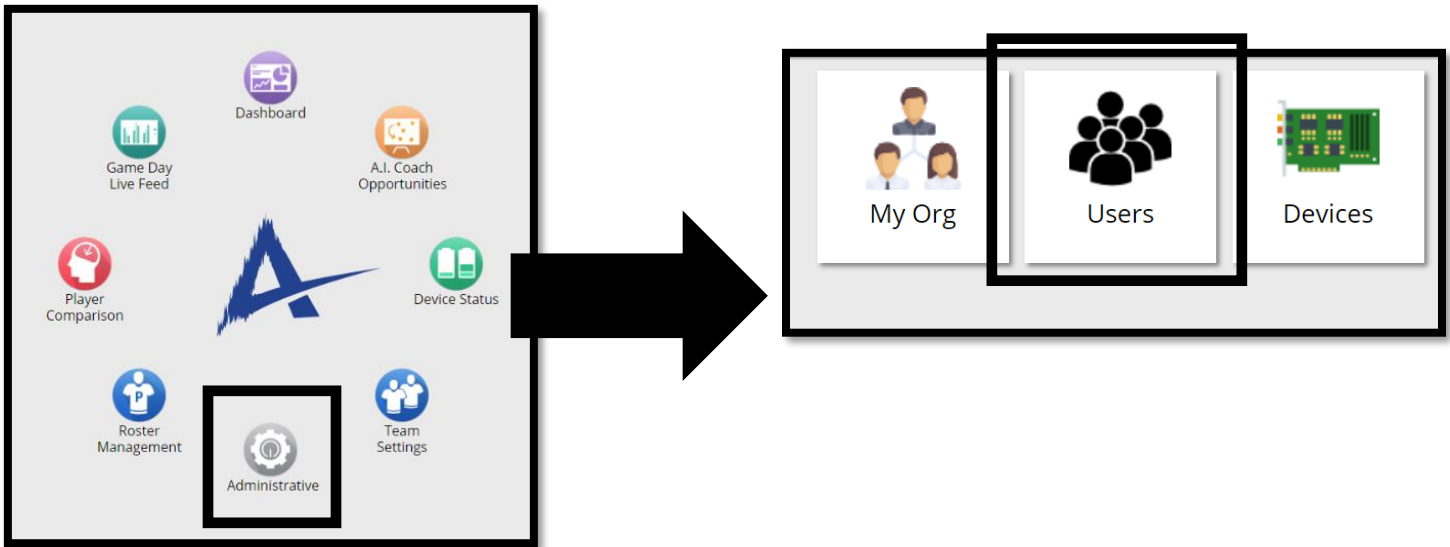 Dashboard
Game Day
Live Feed
A.I. Coach
Opportunities
Player
Comparison
Device Status
Roster
Management
P
Team
Settings
Administrative
My Org
Users
Devices